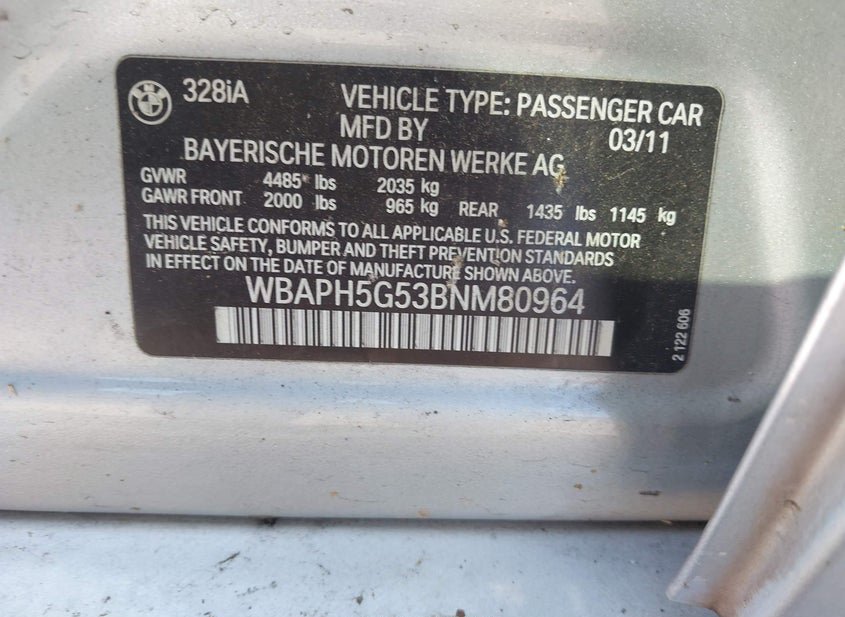 328iA VEHICLE TYPE: PASSENGER CAR
MFD BY 03/11
BAYERISCHE MOTOREN WERKE AG
GVWR 4485 lbs 2035 kg
GAWR FRONT 2000 lbs 965 kg REAR 1435 lbs 1145 kg
THIS VEHICLE CONFORMS TO ALL APPLICABLE U.S. FEDERAL MOTOR
VEHICLE SAFETY, BUMPER AND THEFT PREVENTION STANDARDS
IN EFFECT ON THE DATE OF MANUFACTURE SHOWN ABOVE.
WBAPH5G53BNM80964
2 122 606